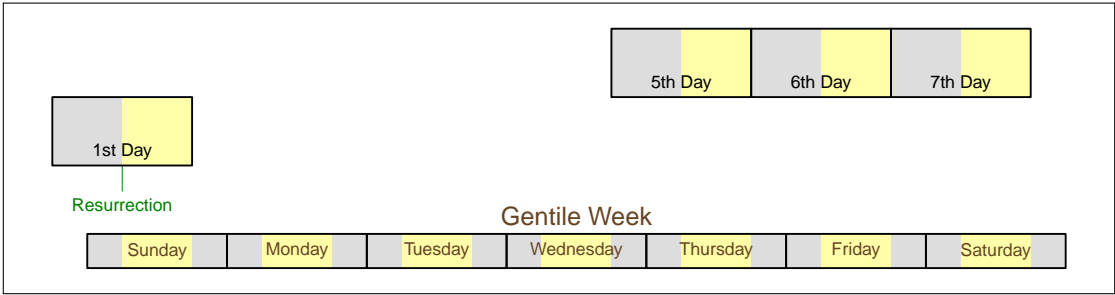 5th Day 6th Day 7th Day
1st Day
Resurrection
Gentile Week
Sunday Monday Tuesday Wednesday Thursday Friday Saturday